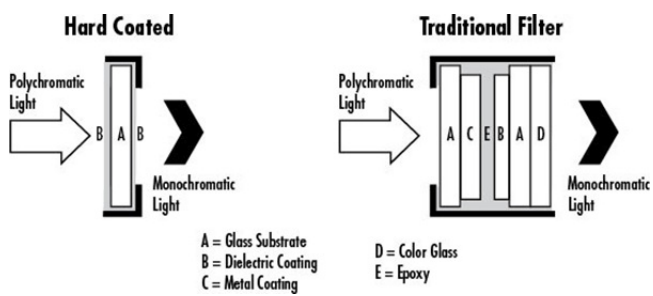 Hard Coated
Traditional Filter
Polychromatic
Light
B A B
Monochromatic
Light
Polychromatic
Light
A C E B A D
Monochromatic
Light
A = Glass Substrate
B = Dielectric Coating
C = Metal Coating
D = Color Glass
E = Epoxy